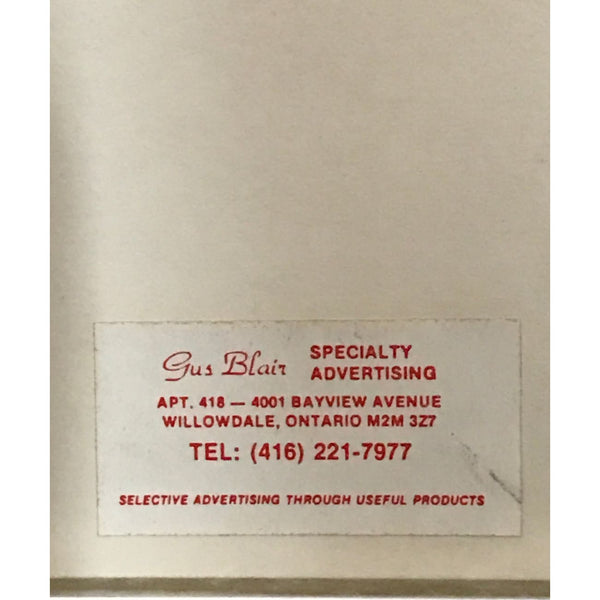 Gus Blair SPECIALTY
ADVERTISING
APT. 418 — 4001 BAYVIEW AVENUE
WILLOWDALE, ONTARIO M2M 3Z7
TEL: (416) 221-7977
SELECTIVE ADVERTISING THROUGH USEFUL PRODUCTS